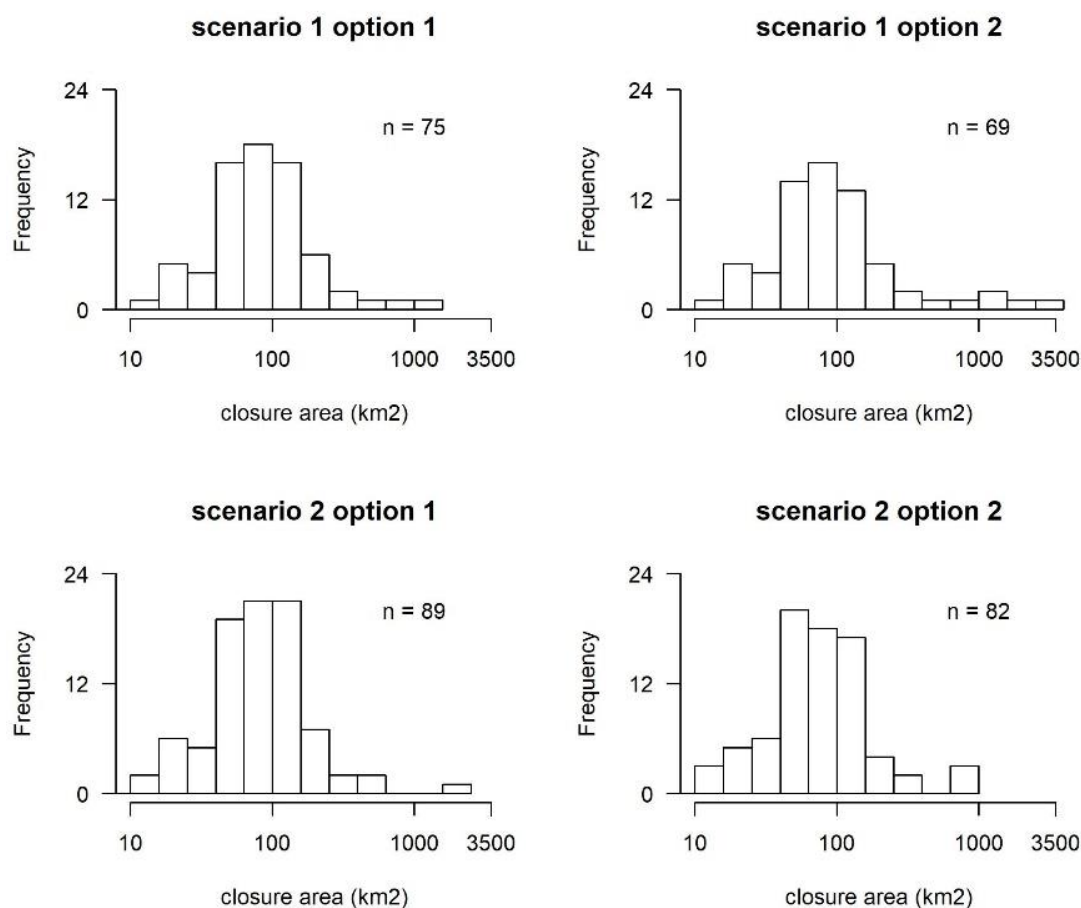 scenario 1 option 1
24
n = 75
Frequency
12
0
10 100 1000 3500
closure area (km2)
scenario 1 option 2
24
n = 69
Frequency
12
0
10 100 1000 3500
closure area (km2)
scenario 2 option 1
24
n = 89
Frequency
12
0
10 100 1000 3500
closure area (km2)
scenario 2 option 2
24
n = 82
Frequency
12
0
10 100 1000 3500
closure area (km2)